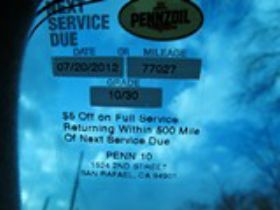 NEXT
SERVICE
DUE
PENNZOIL
DATE OR MILEAGE
07/20/2012 77027
GRADE
10/30
$5 Off on Full Service
Returning Within 500 Mile
Of Next Service Due
PENN 10
1524 2ND STREET
SAN RAFAEL, CA 94901